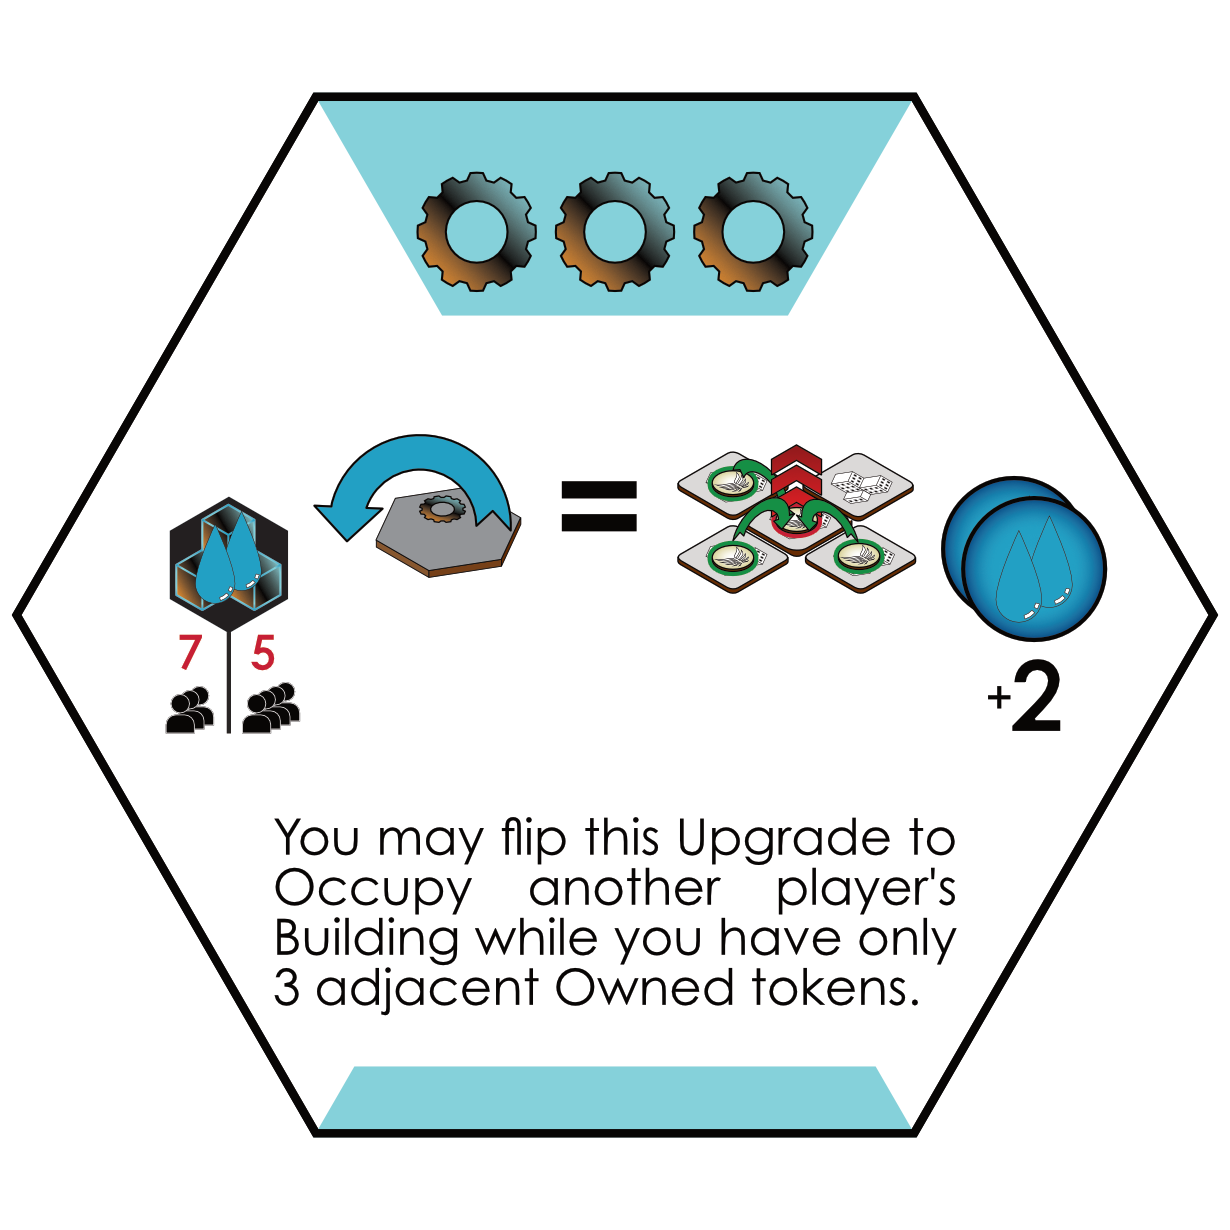 =
7 5
+2
You may flip this Upgrade to
Occupy another player's
Building while you have only
3 adjacent Owned tokens.